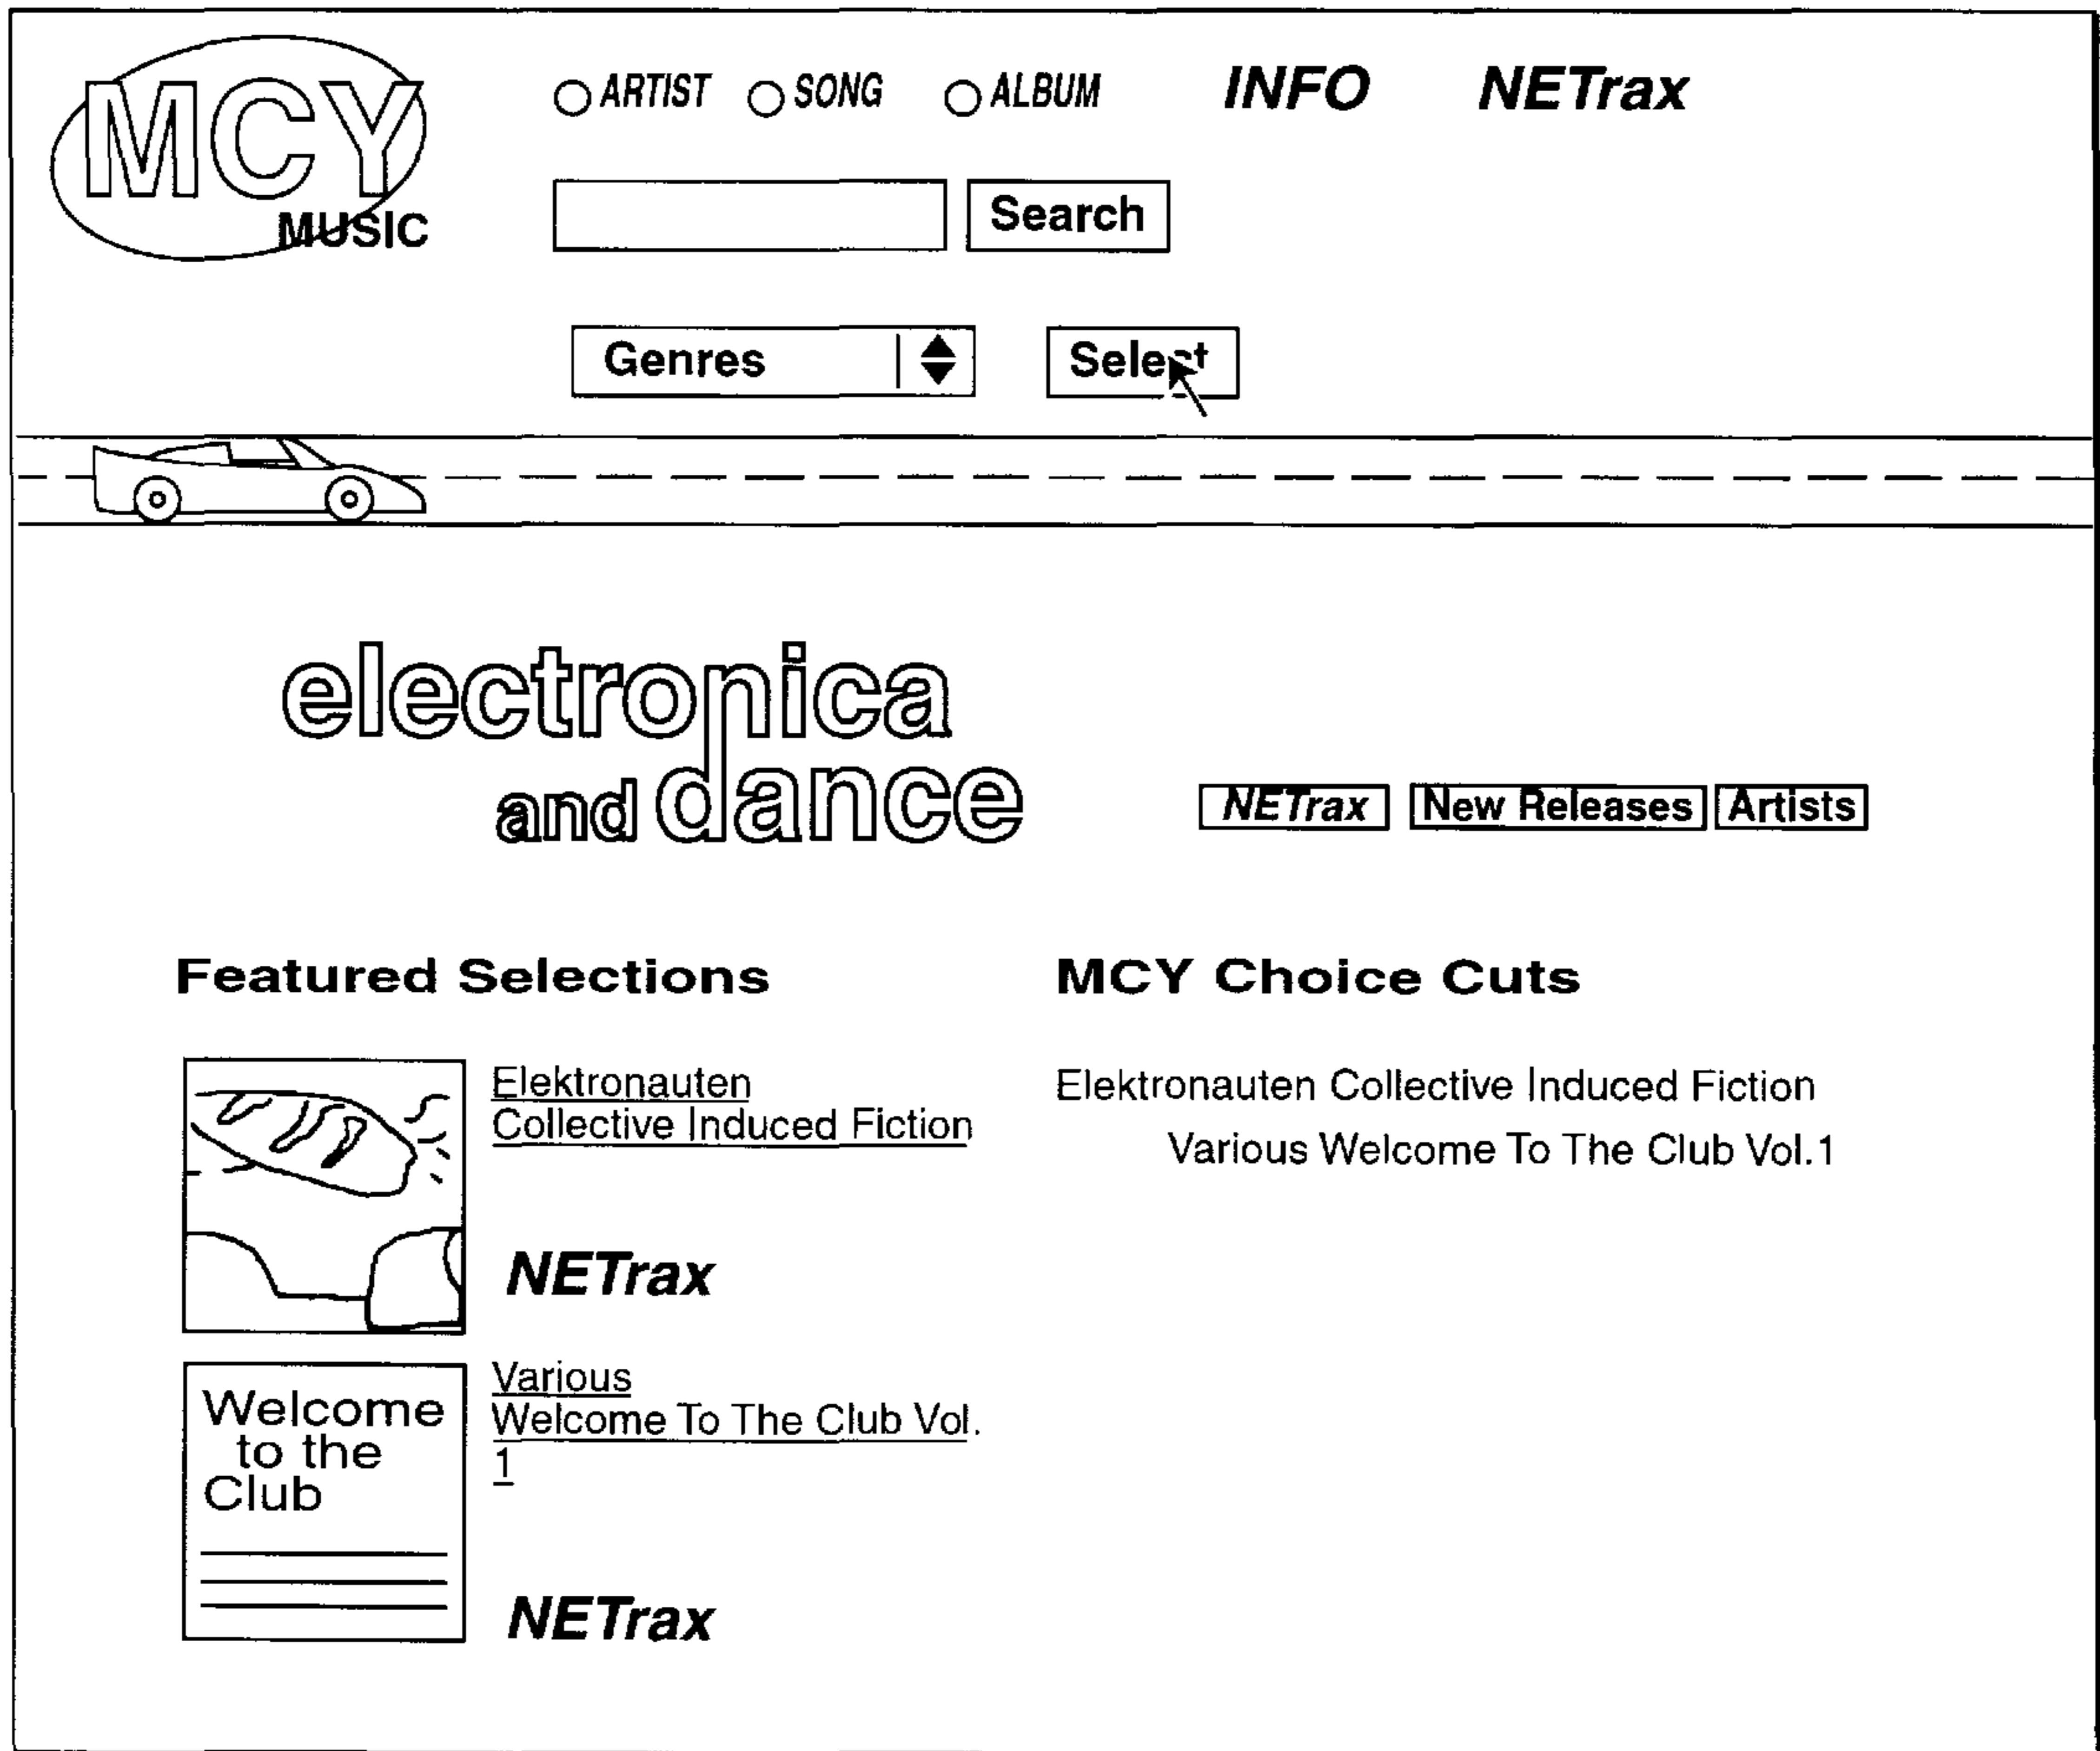 MCY
MUSIC
ARTIST SONG ALBUM INFO NETrax
Search
Genres Select
electronica
and dance
NETrax New Releases Artists
Featured Selections
Elektronauten
Collective Induced Fiction
NETrax
Welcome
to the
Club
Various
Welcome To The Club Vol.
1
NETrax
MCY Choice Cuts
Elektronauten Collective Induced Fiction
Various Welcome To The Club Vol.1